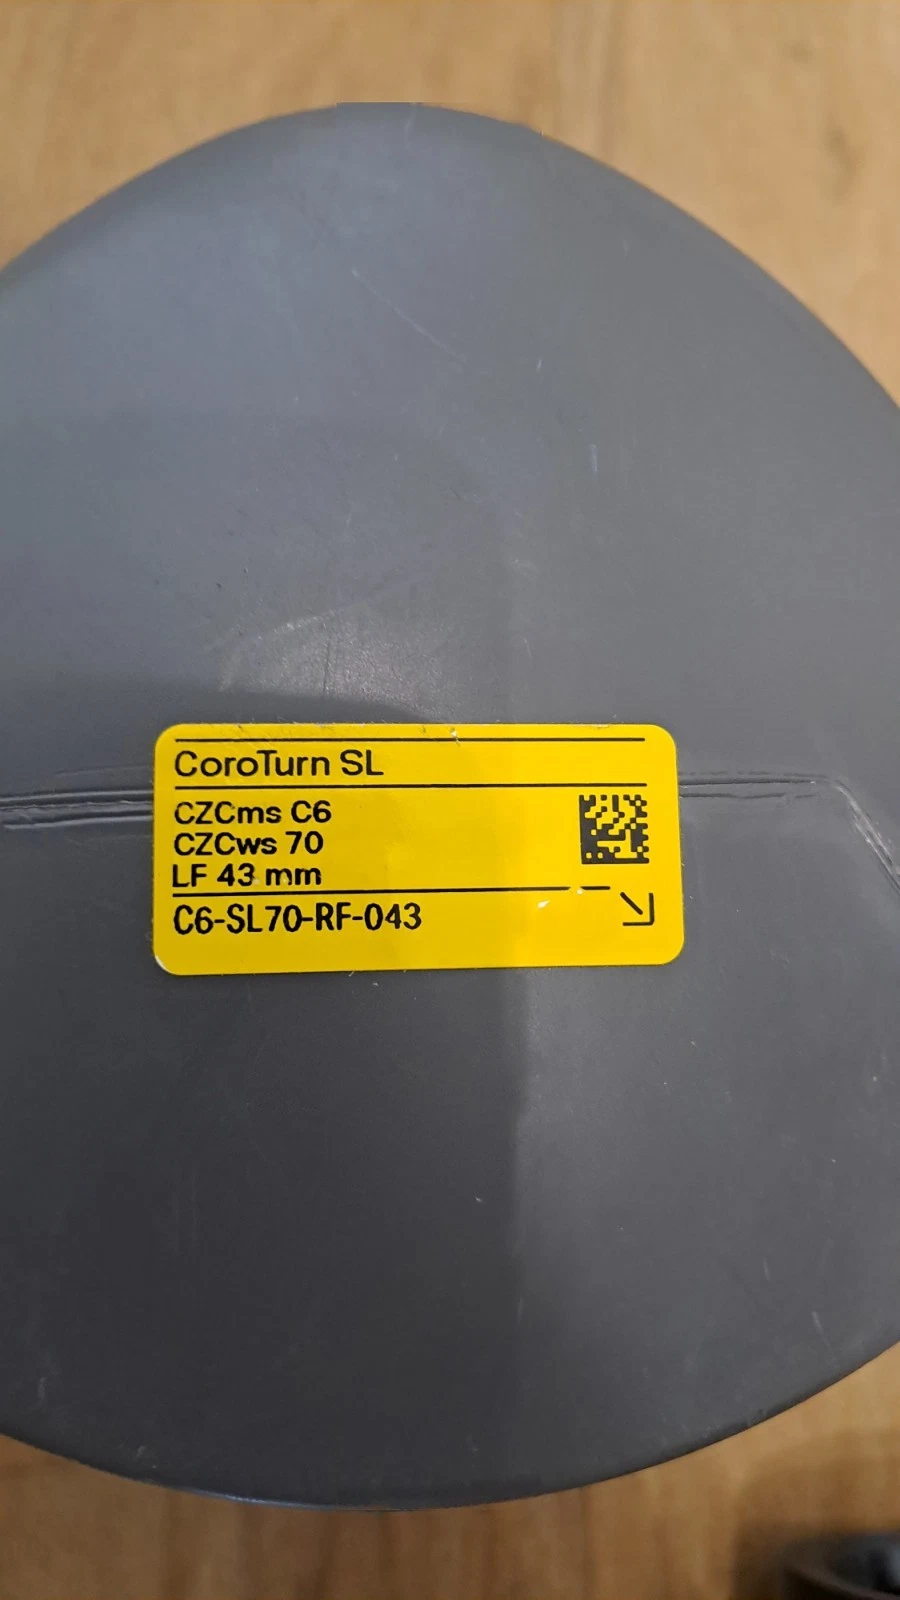 CoroTurn SL
CZCms C6
CZCws 70
LF 43 mm
C6-SL70-RF-043